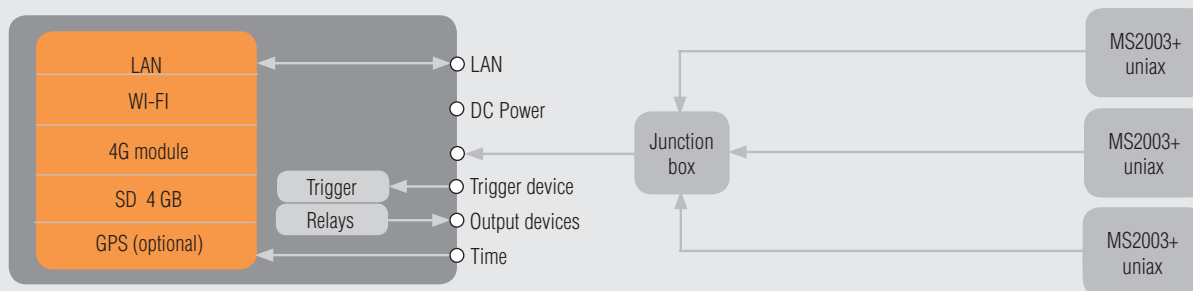 LAN
WI-FI
4G module
SD 4 GB
GPS (optional)
Trigger
Relays
LAN
DC Power
Trigger device
Output devices
Time
Junction
box
MS2003+
uniax
MS2003+
uniax
MS2003+
uniax